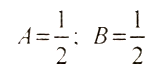 A = 1/2 ; B = 1/2